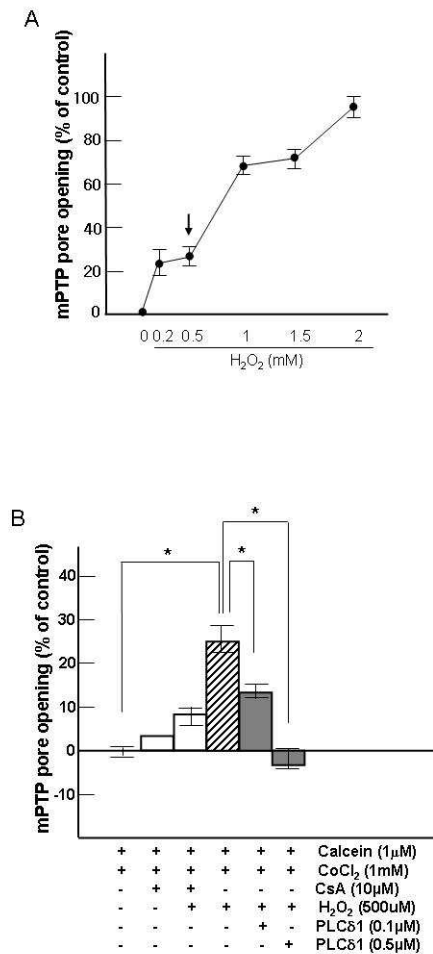 A
mPTP pore opening (% of control)
100
80
60
40
20
0
0 0.2 0.5 1 1.5 2
H₂O₂ (mM)
B
* * *
mPTP pore opening (% of control)
40
30
20
10
0
-10
+ + + + + + Calcein (1μM)
+ + + + + + CoCl₂ (1mM)
- + + - - - CsA (10μM)
- - + + + + H₂O₂ (500uM)
- - - - + - PLCδ1 (0.1μM)
- - - - - + PLCδ1 (0.5μM)